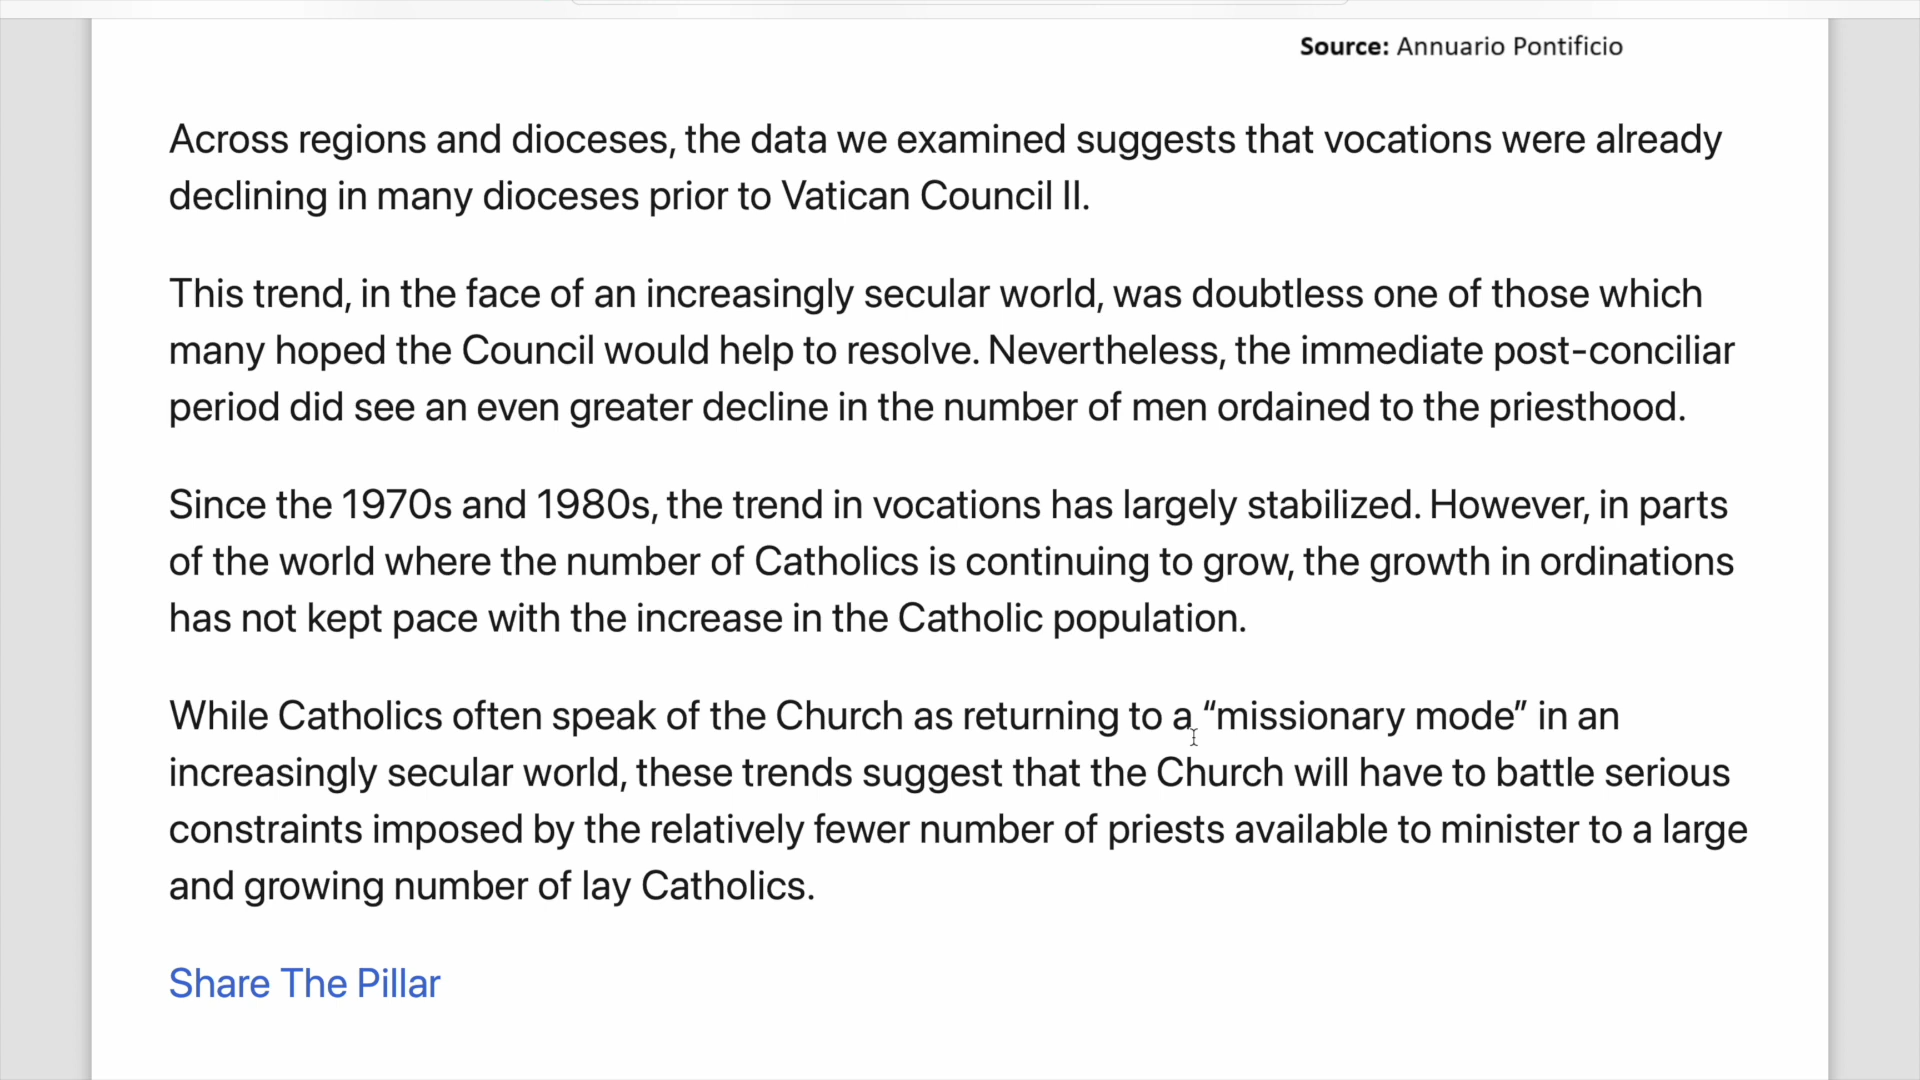 Source: Annuario Pontificio
Across regions and dioceses, the data we examined suggests that vocations were already
declining in many dioceses prior to Vatican Council II.
This trend, in the face of an increasingly secular world, was doubtless one of those which
many hoped the Council would help to resolve. Nevertheless, the immediate post-conciliar
period did see an even greater decline in the number of men ordained to the priesthood.
Since the 1970s and 1980s, the trend in vocations has largely stabilized. However, in parts
of the world where the number of Catholics is continuing to grow, the growth in ordinations
has not kept pace with the increase in the Catholic population.
While Catholics often speak of the Church as returning to a “missionary mode” in an
increasingly secular world, these trends suggest that the Church will have to battle serious
constraints imposed by the relatively fewer number of priests available to minister to a large
and growing number of lay Catholics.
Share The Pillar